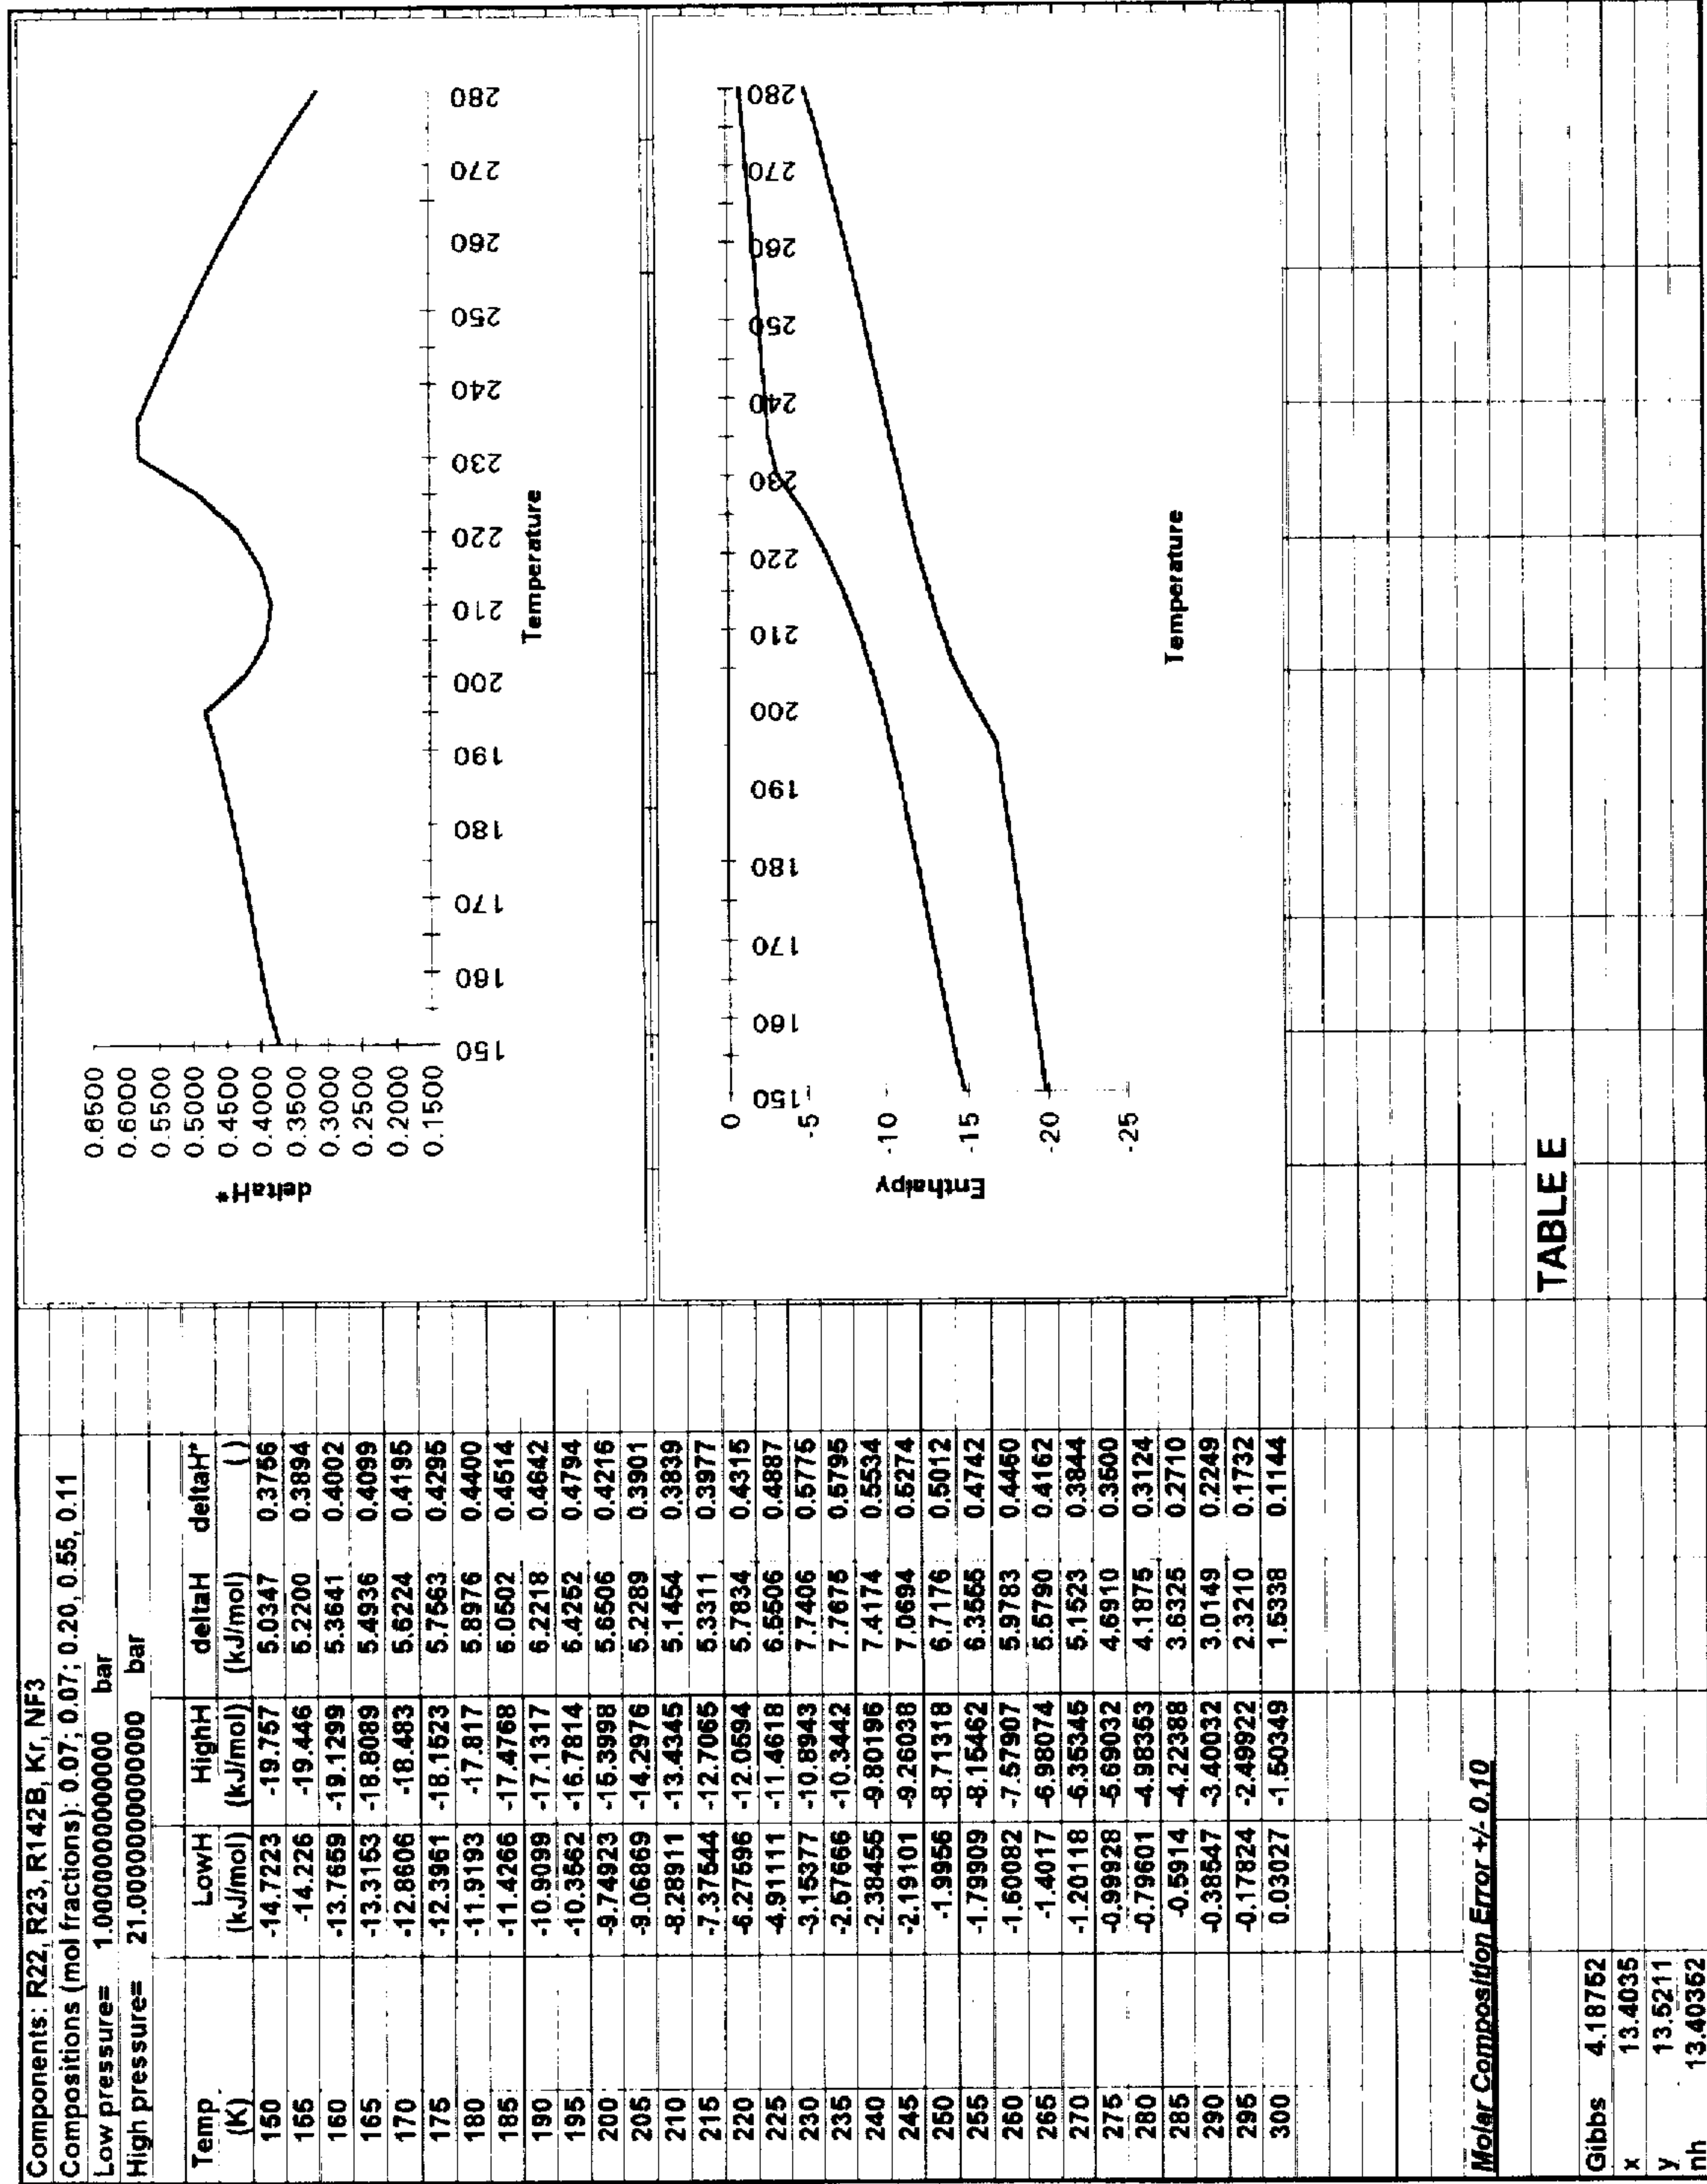 Components: R22, R23, R142B, Kr, NF3
Compositions (mol fractions): 0.07; 0.07; 0.20, 0.55, 0.11
Low pressure= 1.00000000000000 bar
High pressure= 21.00000000000000 bar
Temp LowH HighH deltaH deltaH*
(K) (kJ/mol) (kJ/mol) (kJ/mol) ( )
150 -14.7223 -19.757 5.0347 0.3756
155 -14.226 -19.446 5.2200 0.3894
160 -13.7659 -19.1299 5.3641 0.4002
165 -13.3153 -18.8089 5.4936 0.4099
170 -12.8606 -18.483 5.6224 0.4195
175 -12.3961 -18.1523 5.7563 0.4295
180 -11.9193 -17.817 5.8976 0.4400
185 -11.4266 -17.4768 6.0502 0.4514
190 -10.9099 -17.1317 6.2218 0.4642
195 -10.3562 -16.7814 6.4252 0.4794
200 -9.74923 -15.3998 5.6506 0.4216
205 -9.06869 -14.2976 5.2289 0.3901
210 -8.28911 -13.4345 5.1454 0.3839
215 -7.37544 -12.7065 5.3311 0.3977
220 -6.27596 -12.0594 5.7834 0.4315
225 -4.91111 -11.4618 6.5506 0.4887
230 -3.15377 -10.8943 7.7406 0.5775
235 -2.57666 -10.3442 7.7675 0.5795
240 -2.38455 -9.80196 7.4174 0.5534
245 -2.19101 -9.26038 7.0694 0.5274
250 -1.9956 -8.71318 6.7176 0.5012
255 -1.79909 -8.15462 6.3555 0.4742
260 -1.60082 -7.57907 5.9783 0.4460
265 -1.4017 -6.98074 5.5790 0.4162
270 -1.20118 -6.35345 5.1523 0.3844
275 -0.99928 -5.69032 4.6910 0.3500
280 -0.79601 -4.98353 4.1875 0.3124
285 -0.5914 -4.22388 3.6325 0.2710
290 -0.38547 -3.40032 3.0149 0.2249
295 -0.17824 -2.49922 2.3210 0.1732
300 0.03027 -1.50349 1.5338 0.1144
Molar Composition Error +/- 0.10
Gibbs 4.18752
x 13.4035
y 13.5211
nh 13.40352
deltaH*
0.6500
0.6000
0.5500
0.5000
0.4500
0.4000
0.3500
0.3000
0.2500
0.2000
0.1500
150 160 170 180 190 200 210 220 230 240 250 260 270 280
Temperature
Enthalpy
0
-5
-10
-15
-20
-25
150 160 170 180 190 200 210 220 230 240 250 260 270 280
Temperature
TABLE E